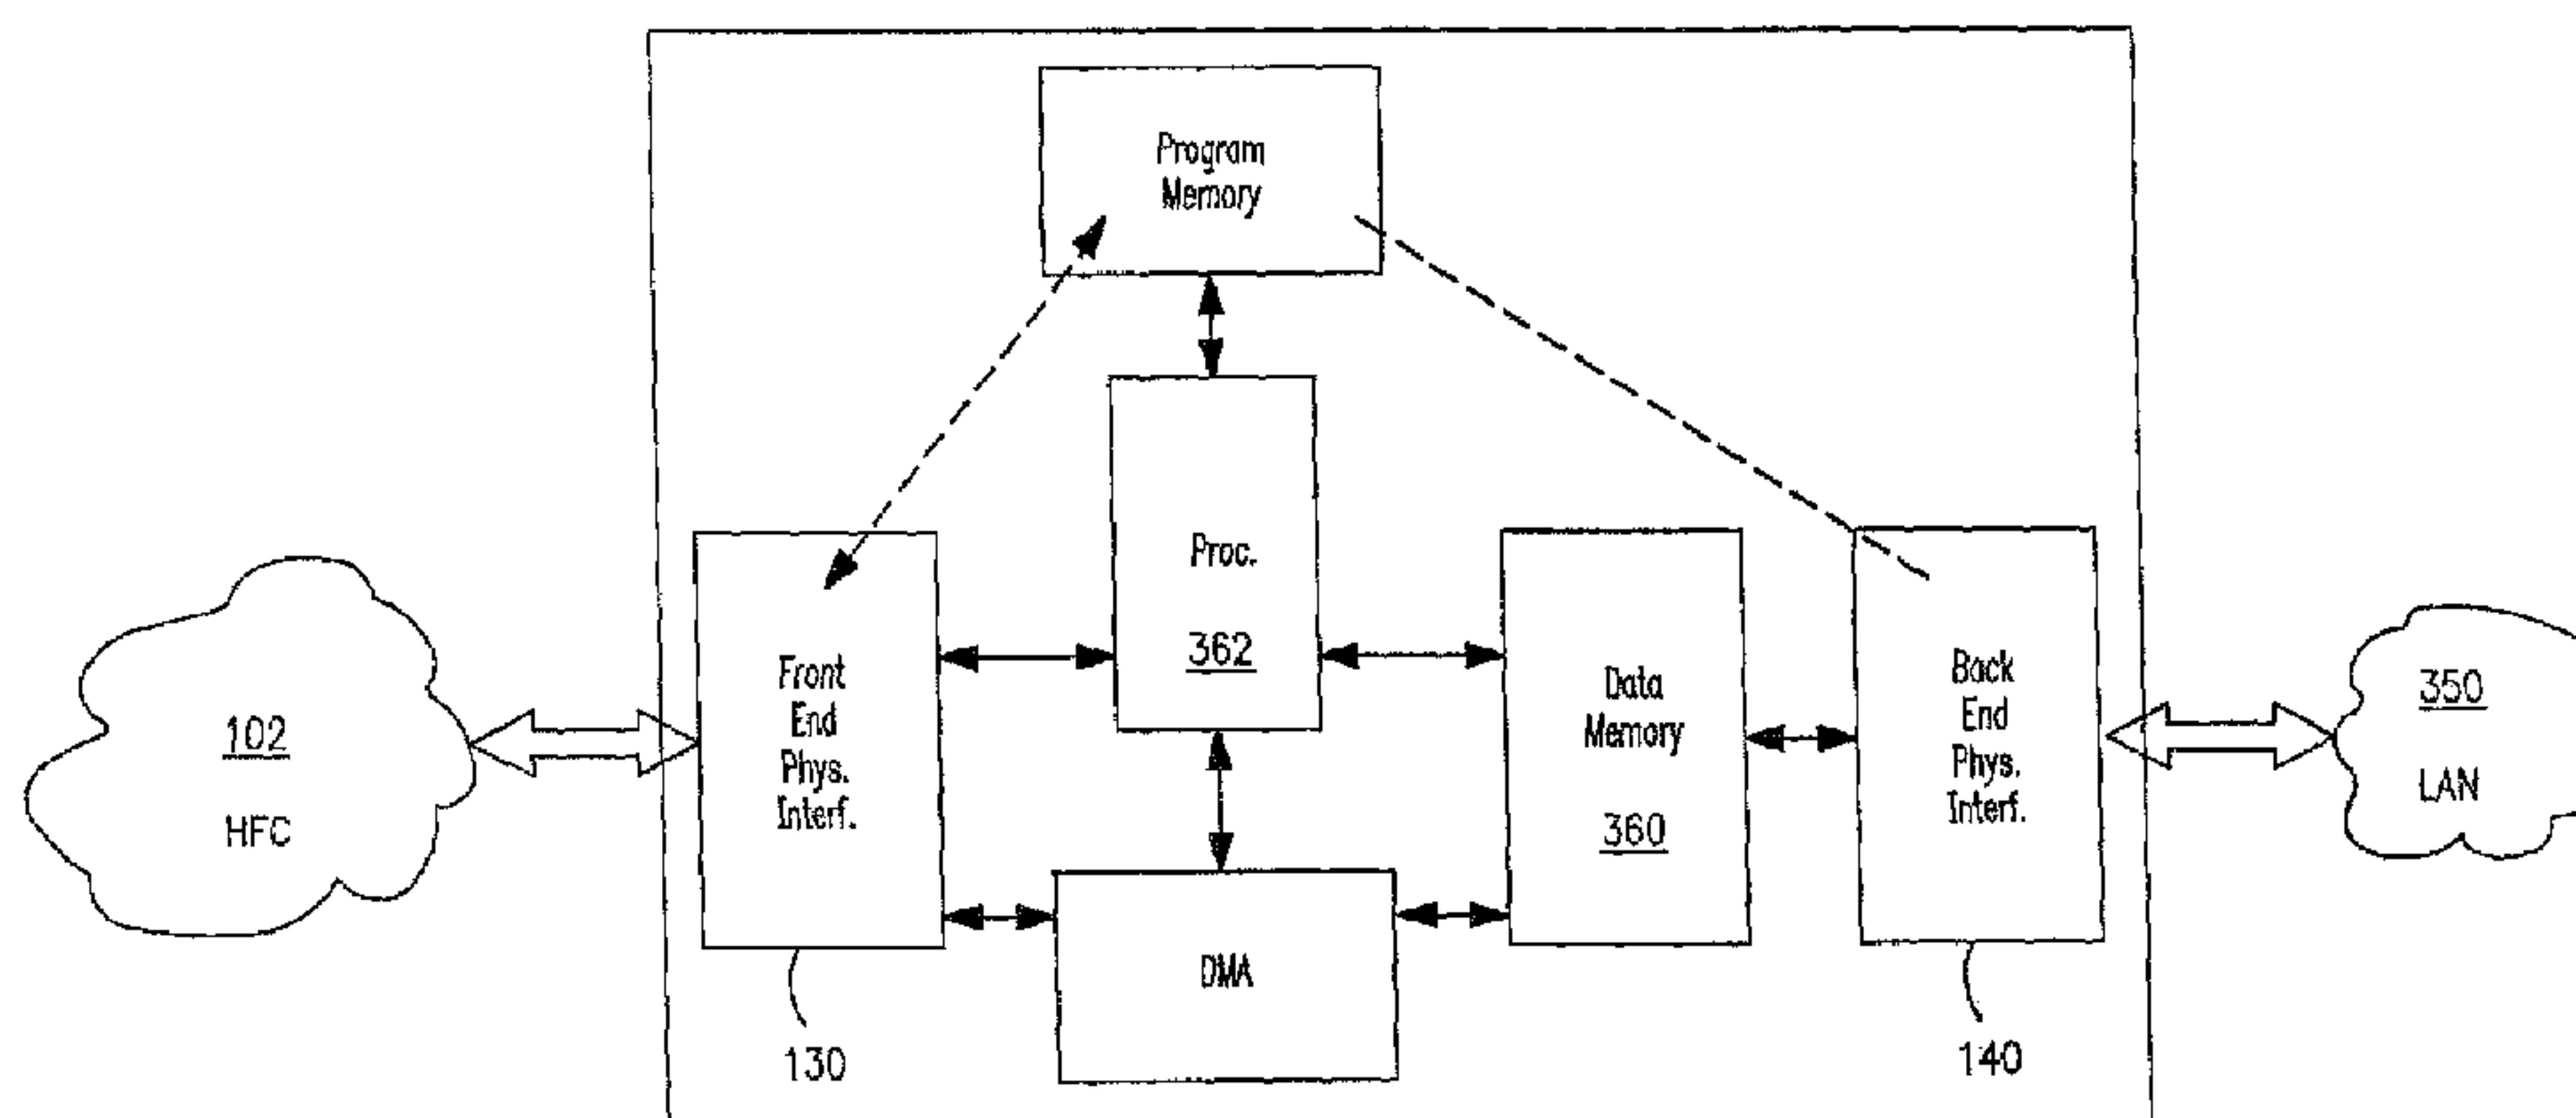 Program
Memory
Proc.
362
Front
End
Phys.
Interf.
Data
Memory
360
Back
End
Phys.
Interf.
102
HFC
350
LAN
DMA
130
140